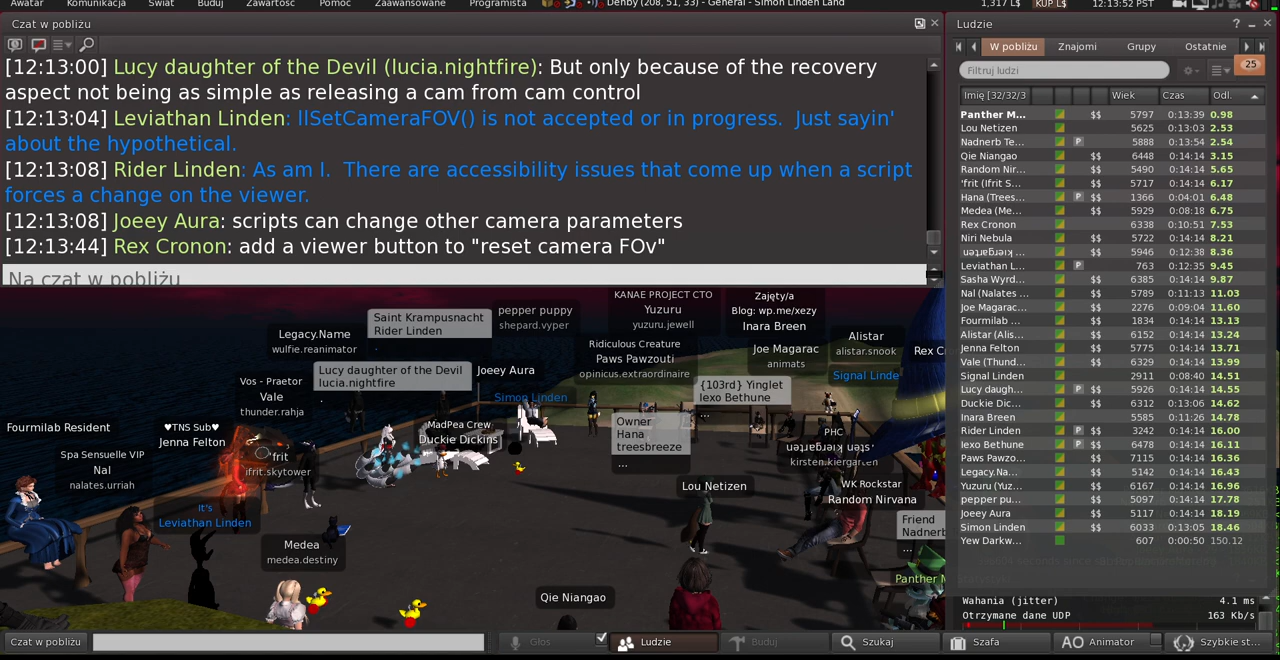 Awatar Komunikacja Świat Buduj Zawartość Pomoc Zaawansowane Programista Denby (208, 51, 33) - General - Simon Linden Land 1,317 L$ KUP L$ 12:13:52 PST
Czat w pobliżu
[12:13:00] Lucy daughter of the Devil (lucia.nightfire): But only because of the recovery
aspect not being as simple as releasing a cam from cam control
[12:13:04] Leviathan Linden: llSetCameraFOV() is not accepted or in progress. Just sayin'
about the hypothetical.
[12:13:08] Rider Linden: As am I. There are accessibility issues that come up when a script
forces a change on the viewer.
[12:13:08] Joeey Aura: scripts can change other camera parameters
[12:13:44] Rex Cronon: add a viewer button to "reset camera FOv"
Na czat w pobliżu
KANAE PROJECT CTO
Yuzuru
yuzuru.jewell
Zajęty/a
Blog: wp.me/xezy
Inara Breen
pepper puppy
shepard.vyper
Saint Krampusnacht
Rider Linden
.
Legacy.Name
wulfie.reanimator
Ridiculous Creature
Paws Pawzouti
opinicus.extraordinaire
Joe Magarac
animats
Alistar
alistar.snook
Rex C
Signal Linde
Lucy daughter of the Devil
lucia.nightfire
.
Joeey Aura
Simon Linden
{103rd} Yinglet
Iexo Bethune
...
Vos - Praetor
Vale
thunder.rahja
Owner
Hana
treesbreeze
...
MadPea Crew
Duckie Dickins
Fourmilab Resident
♥TNS Sub♥
Jenna Felton
frit
ifrit.skytower
PHC
kirsten.kiergarten
Spa Sensuelle VIP
Nal
nalates.urriah
Lou Netizen
WK Rockstar
Random Nirvana
It's
Leviathan Linden
Friend
Nadnerb
...
Medea
medea.destiny
Panther M
Qie Niangao
Ludzie
W pobliżu Znajomi Grupy Ostatnie
Filtruj ludzi
25
Imię [32/32/3 Wiek Czas Odl.
Panther M... $$ 5797 0:13:39 0.98
Lou Netizen 5625 0:13:03 2.53
Nadnerb Te... P 5888 0:13:54 2.54
Qie Niangao $$ 6448 0:14:14 3.15
Random Nir... $$ 5490 0:14:14 5.65
'frit (Ifrit S... $$ 5717 0:14:14 6.17
Hana (Trees... P $$ 1366 0:04:01 6.48
Medea (Me... $$ 5929 0:08:18 6.75
Rex Cronon 6338 0:10:51 7.53
Niri Nebula $$ 5722 0:14:14 8.21
$$ 5946 0:12:38 8.36
Leviathan L... P 763 0:12:35 9.45
Sasha Wyrd... $$ 6385 0:14:14 9.87
Nal (Nalates ... $$ 5789 0:11:13 11.03
Joe Magarac... $$ 2276 0:09:04 11.60
Fourmilab ... $$ 1834 0:14:14 13.13
Alistar (Alis... $$ 6152 0:14:14 13.24
Jenna Felton $$ 5775 0:14:14 13.71
Vale (Thund... $$ 6329 0:14:14 13.99
Signal Linden 2911 0:08:40 14.51
Lucy daugh... P $$ 5926 0:14:14 14.55
Duckie Dic... $$ 6312 0:13:06 14.62
Inara Breen 5585 0:11:26 14.78
Rider Linden P $$ 3242 0:14:14 16.00
Iexo Bethune P $$ 6478 0:14:14 16.11
Paws Pawzo... $$ 7115 0:14:14 16.36
Legacy.Na... $$ 5142 0:14:14 16.43
Yuzuru (Yuz... $$ 6167 0:14:14 16.96
pepper pu... $$ 5097 0:14:14 17.78
Joeey Aura $$ 5117 0:14:14 18.19
Simon Linden $$ 6033 0:13:05 18.46
Yew Darkw... 607 0:00:50 150.12
Wahania (jitter) 4.1 ms
Otrzymane dane UDP 163 Kb/s
Czat w pobliżu Głos Ludzie Buduj Szukaj Szafa AO Animator Szybkie st...